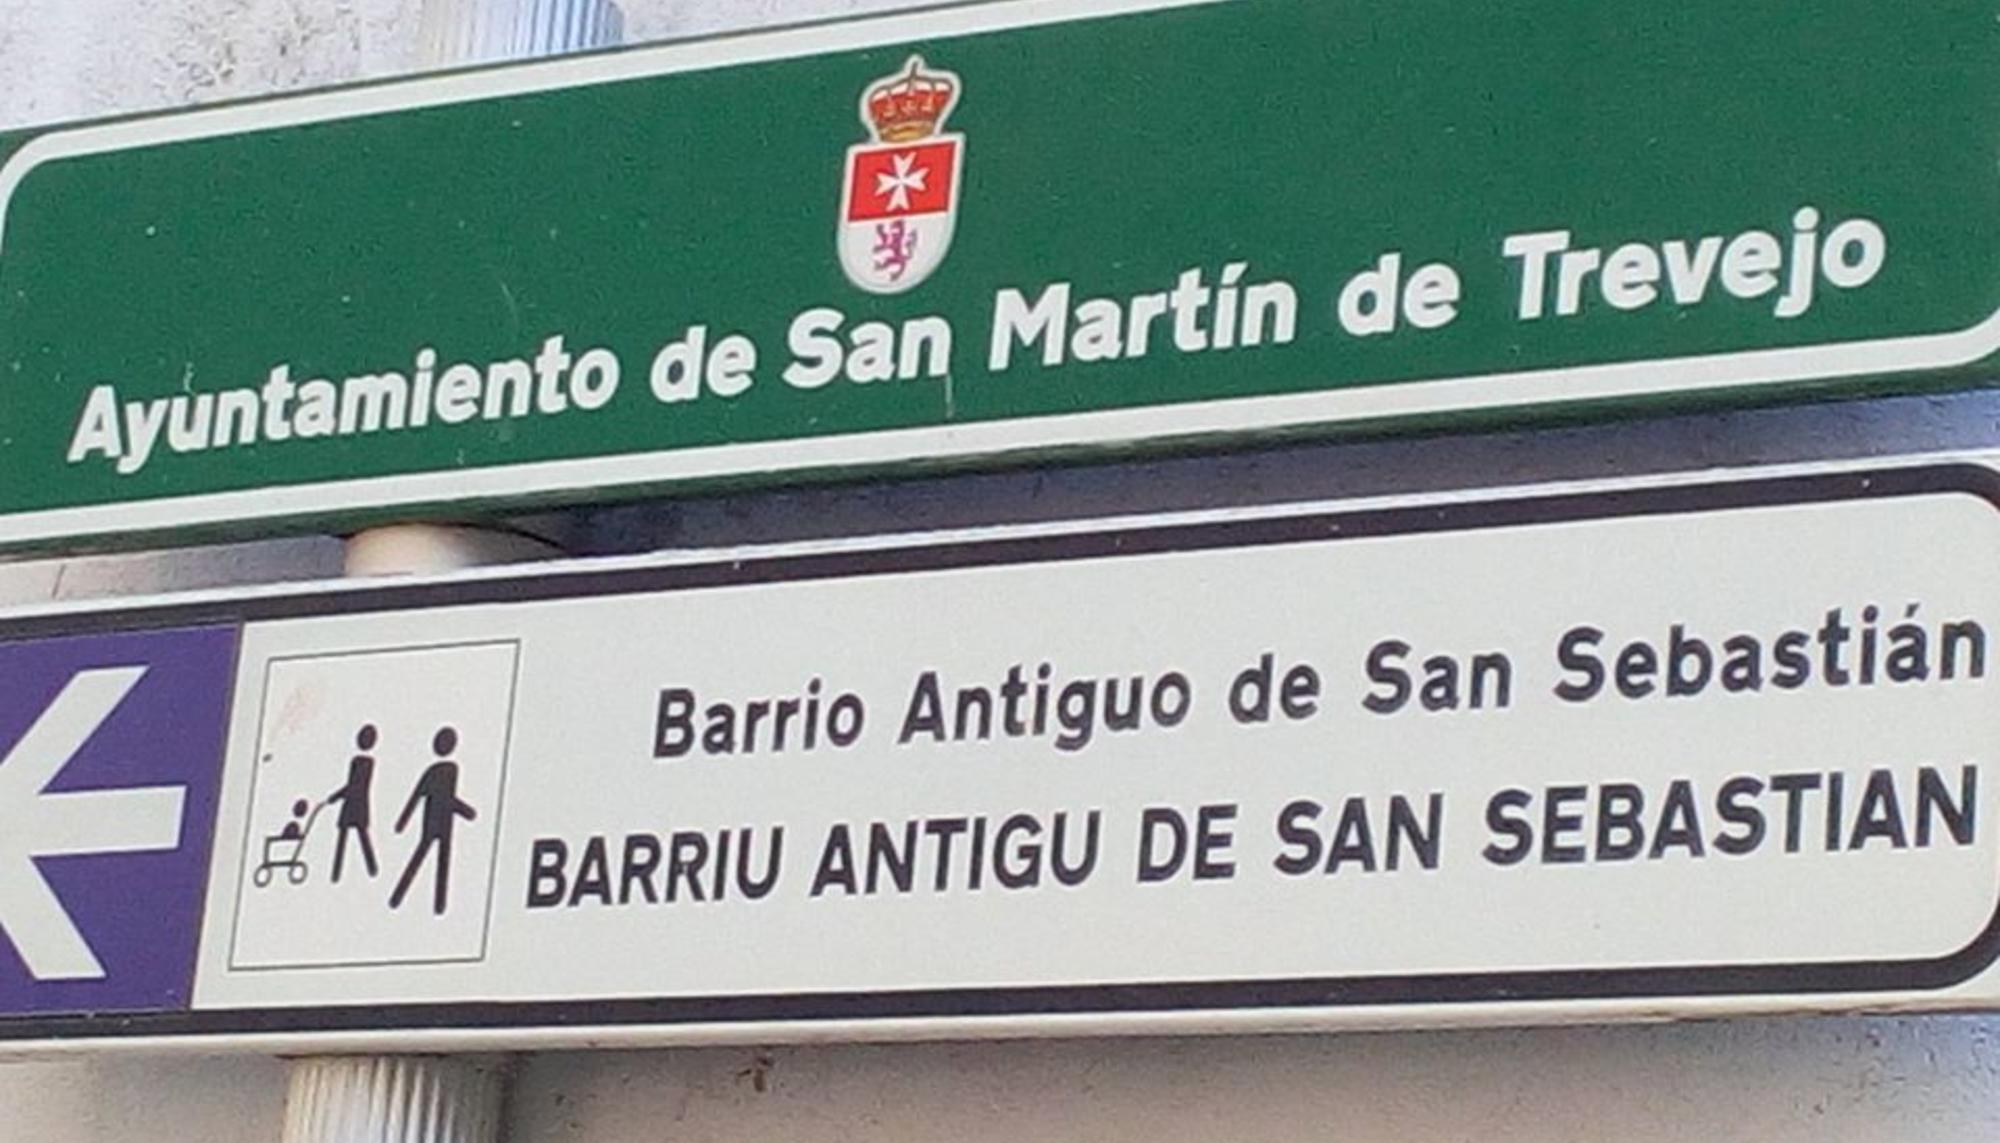 Ayuntamiento de San Martín de Trevejo
Barrio Antiguo de San Sebastián
BARRIU ANTIGU DE SAN SEBASTIAN